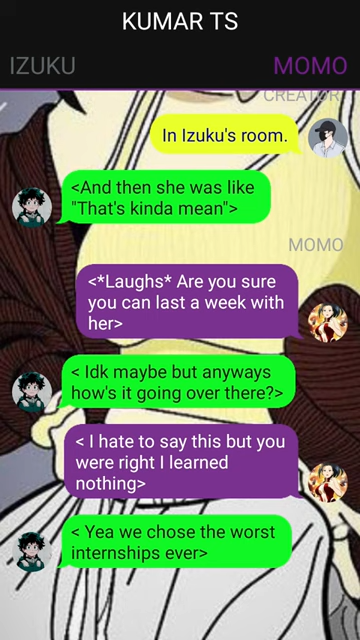 KUMAR TS
IZUKU
MOMO
CREATOR
In Izuku's room.
<And then she was like
"That's kinda mean">
MOMO
<*Laughs* Are you sure
you can last a week with
her>
< Idk maybe but anyways
how's it going over there?>
< I hate to say this but you
were right I learned
nothing>
< Yea we chose the worst
internships ever>